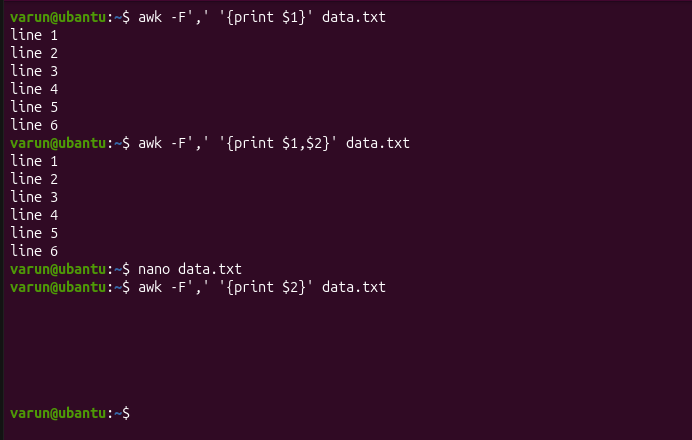 varun@ubantu:~$ awk -F',' '{print $1}' data.txt
line 1
line 2
line 3
line 4
line 5
line 6
varun@ubantu:~$ awk -F',' '{print $1,$2}' data.txt
line 1
line 2
line 3
line 4
line 5
line 6
varun@ubantu:~$ nano data.txt
varun@ubantu:~$ awk -F',' '{print $2}' data.txt
varun@ubantu:~$